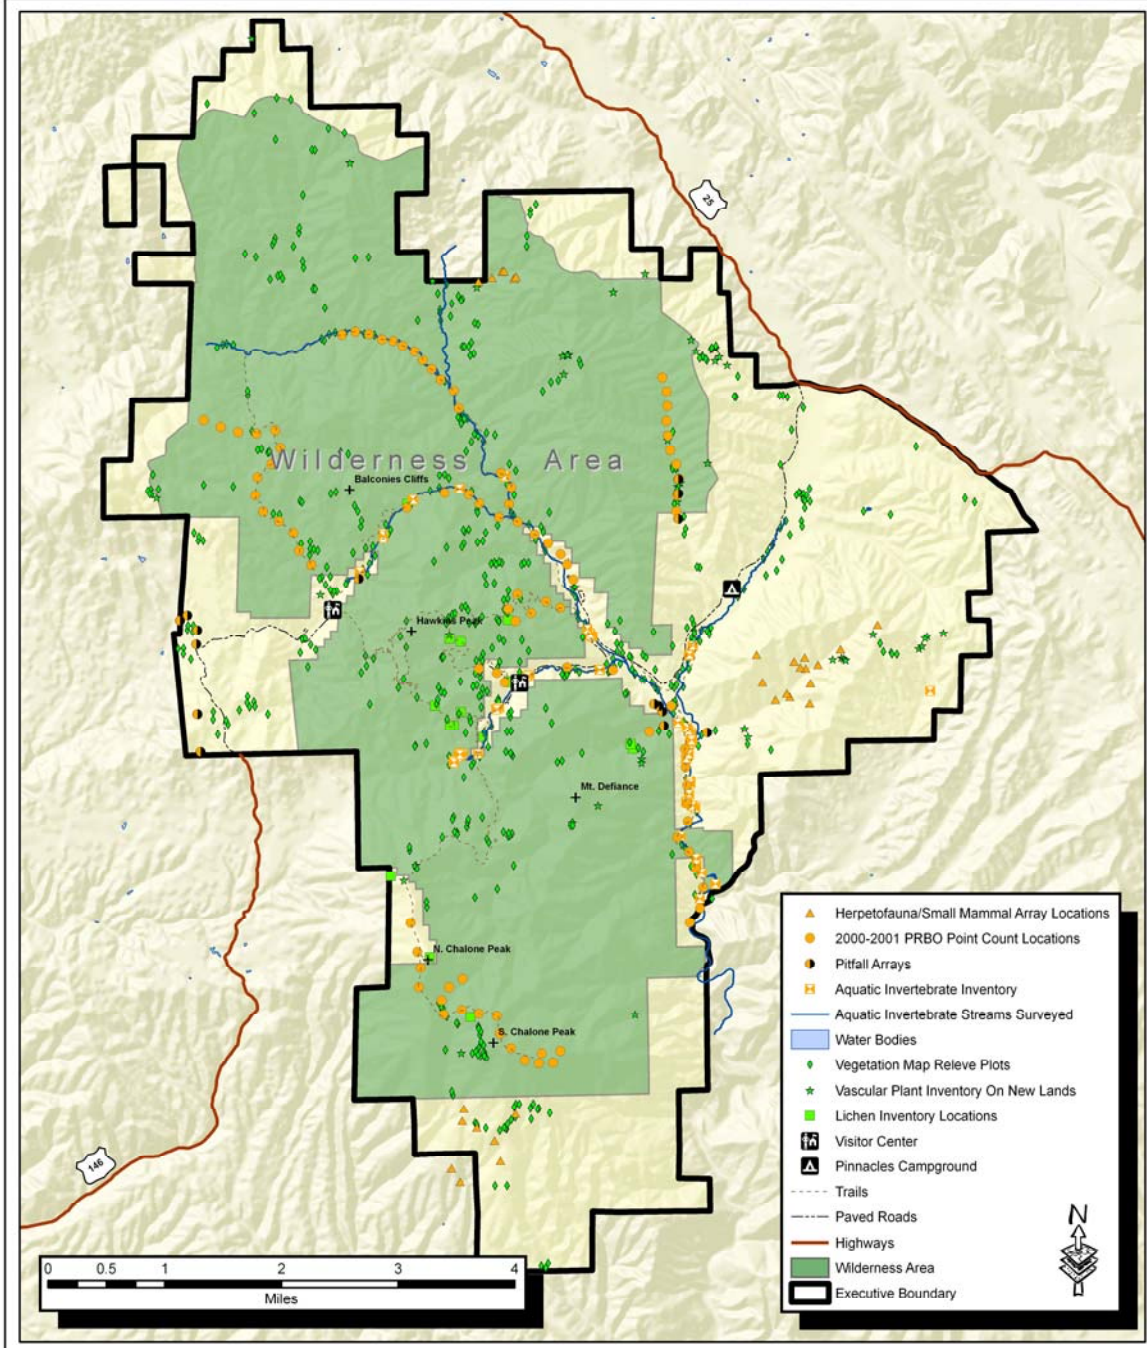 25
Wilderness Area
Balconies Cliffs
Hawkins Peak
Mt. Defiance
N. Chalone Peak
S. Chalone Peak
146
Herpetofauna/Small Mammal Array Locations
2000-2001 PRBO Point Count Locations
Pitfall Arrays
Aquatic Invertebrate Inventory
Aquatic Invertebrate Streams Surveyed
Water Bodies
Vegetation Map Releve Plots
Vascular Plant Inventory On New Lands
Lichen Inventory Locations
Visitor Center
Pinnacles Campground
Trails
Paved Roads
Highways
Wilderness Area
Executive Boundary
N
0 0.5 1 2 3 4
Miles